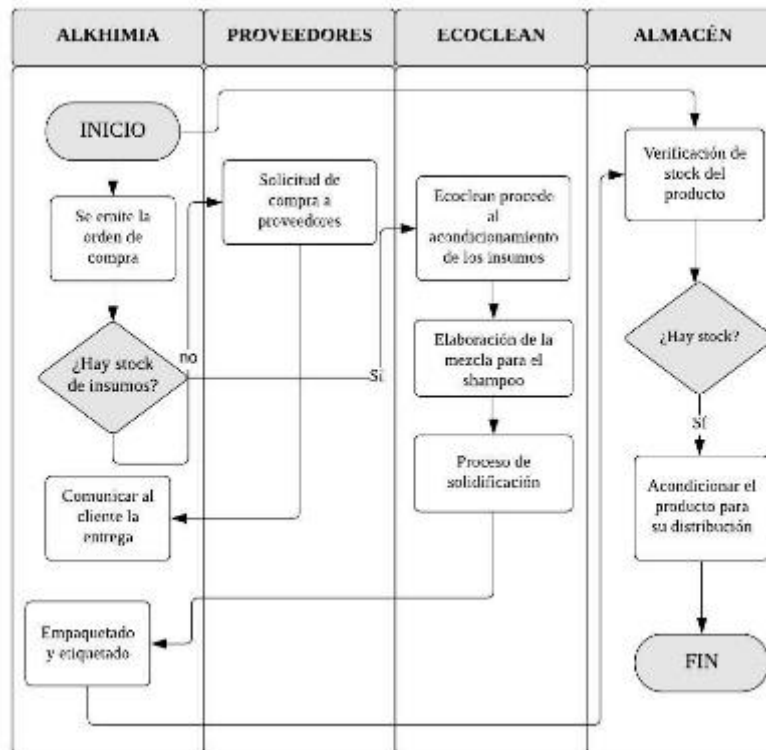 ALKHIMIA
PROVEEDORES
ECOCLEAN
ALMACÉN
INICIO
Se emite la
orden de
compra
¿Hay stock
de insumos?
no
Sí
Comunicar al
cliente la
entrega
Empaquetado
y etiquetado
Solicitud de
compra a
proveedores
Ecoclean procede
al
acondicionamiento
de los insumos
Elaboración de la
mezcla para el
shampoo
Proceso de
solidificación
Verificación de
stock del
producto
¿Hay stock?
Sí
Acondicionar el
producto para
su distribución
FIN